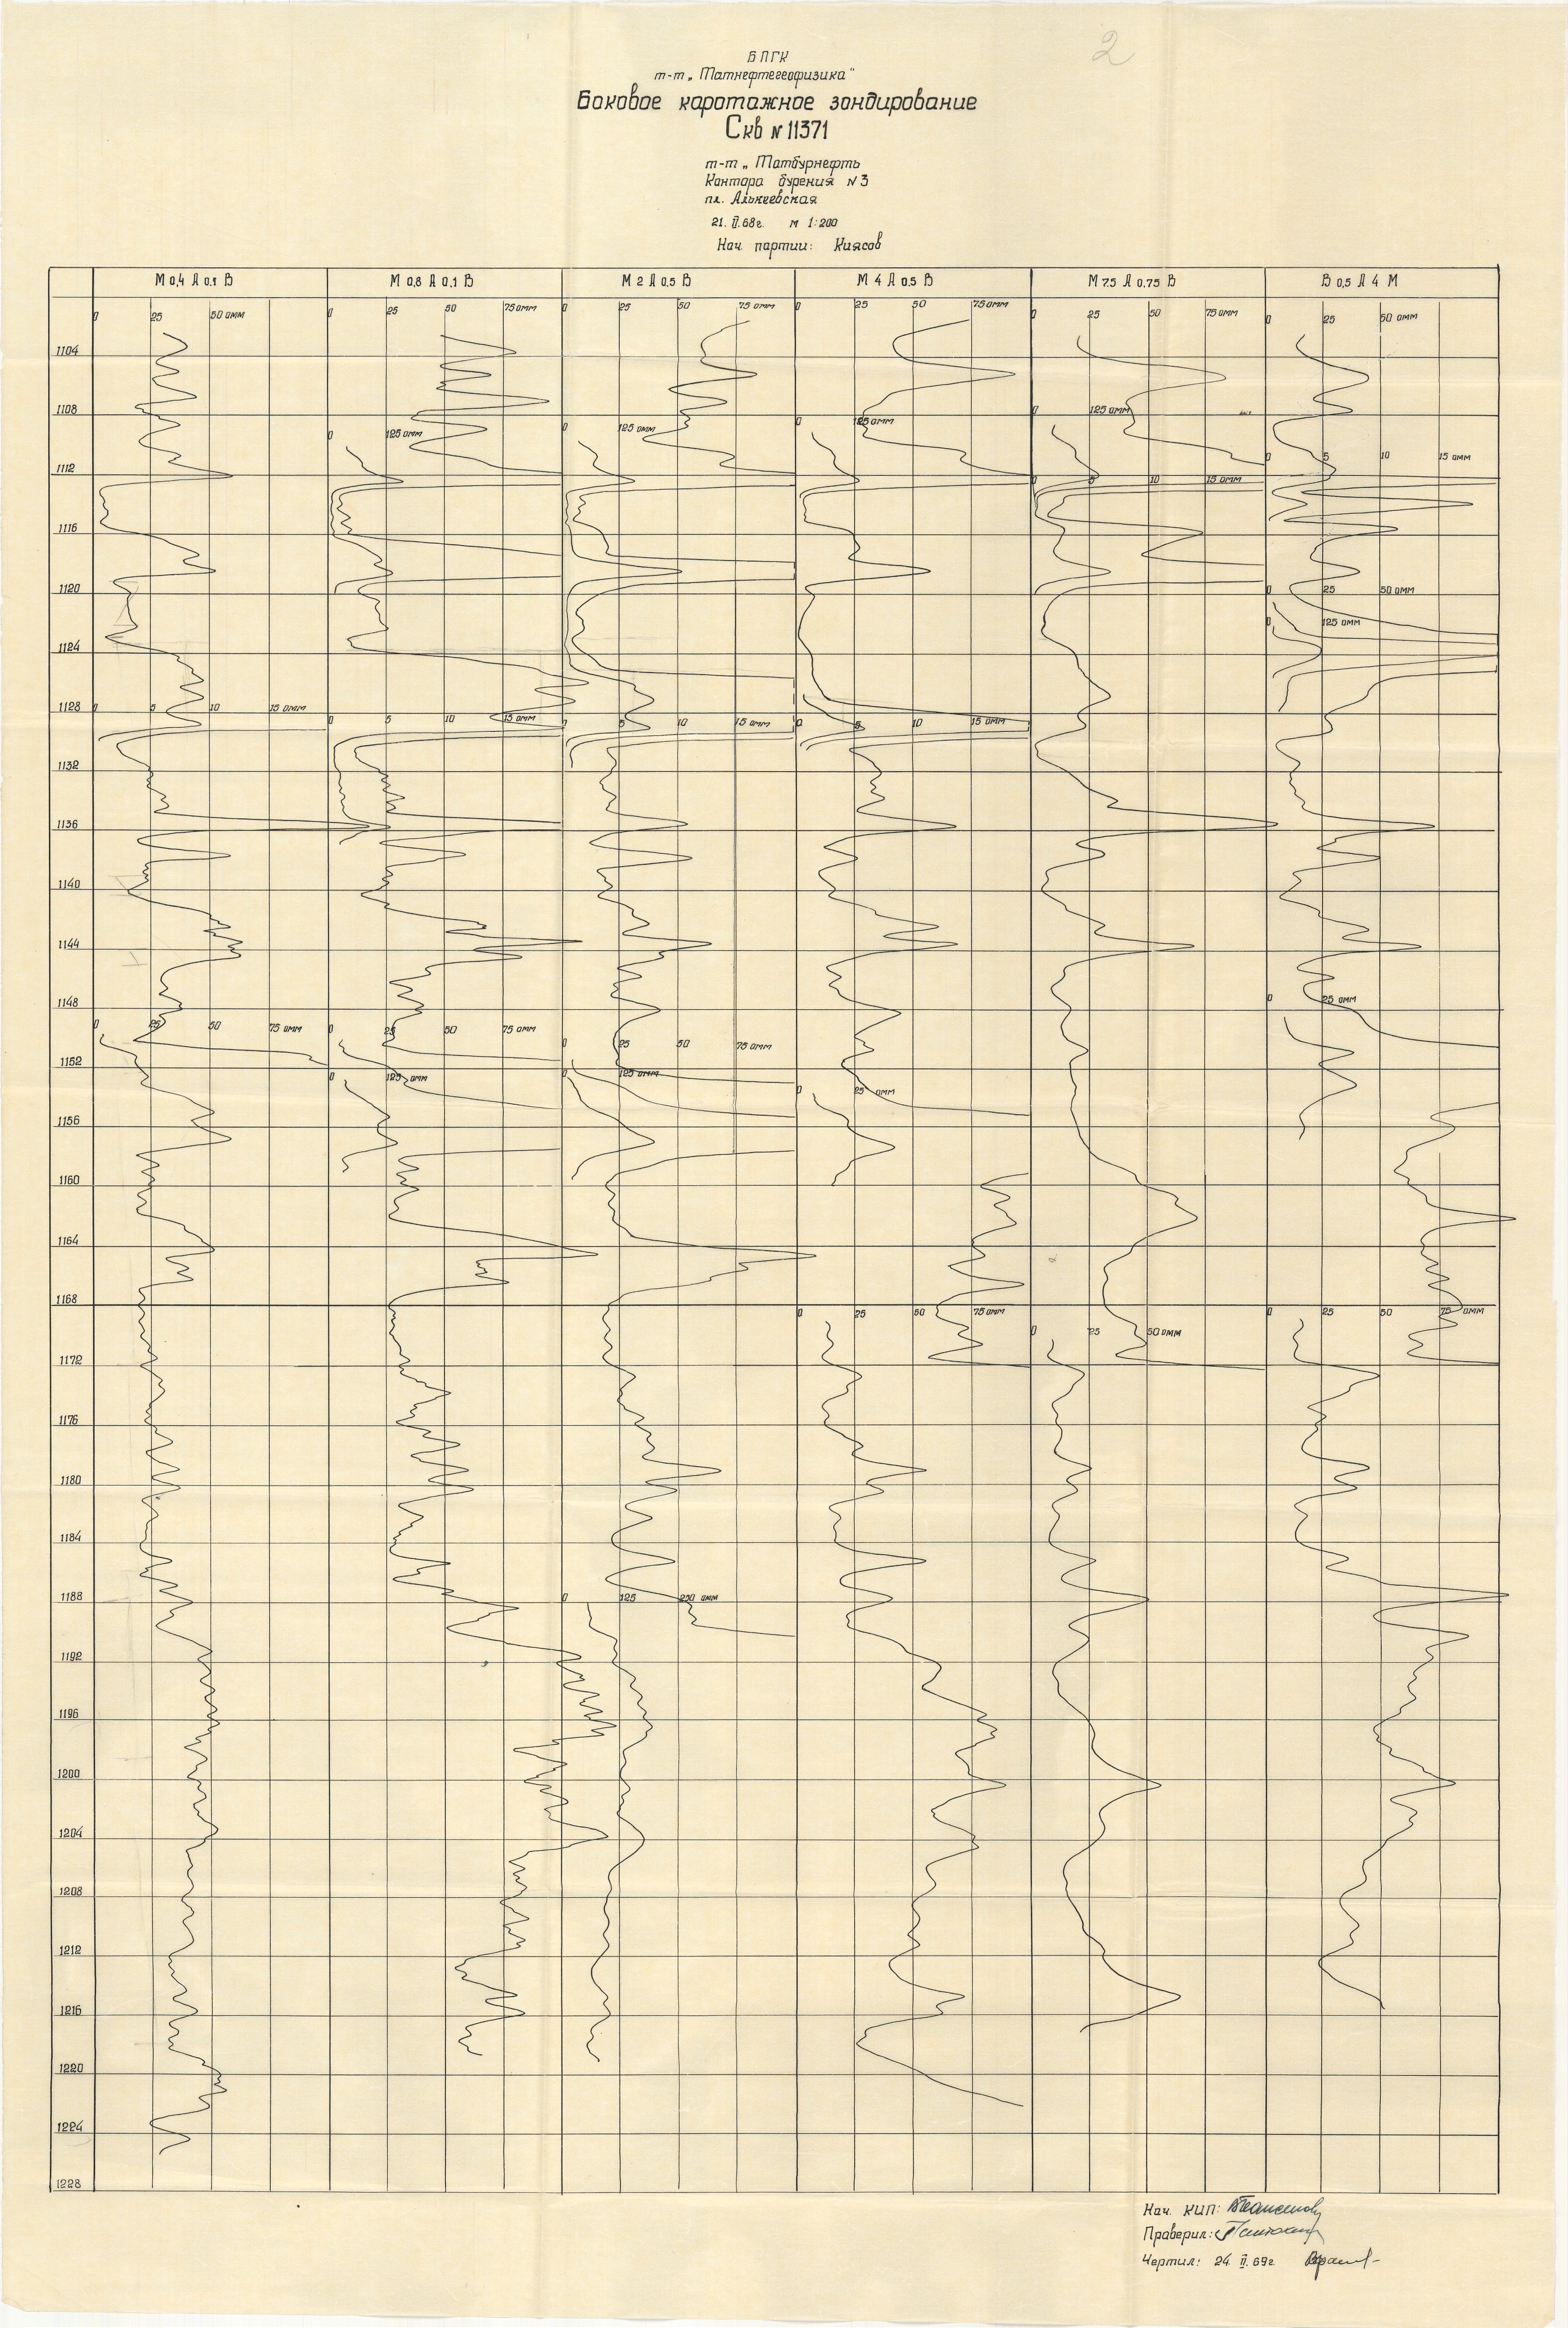 2
БПГК
т-т „Татнефтегеофизика“
Боковое каротажное зондирование
Скв № 11371
т-т „Татбурнефть
Контора бурения №3
пл. Алькеевская
21. II.68г. м 1:200
Нач. партии: Киясов
М 0,4 А 0,1 В М 0,8 А 0,1 В М 2 А 0,5 В М 4 А 0,5 В М 7.5 А 0,75 В В 0,5 А 4 М
0 25 50 омм 0 25 50 75 омм 0 25 50 75 омм 0 25 50 75 омм 0 25 50 75 омм 0 25 50 омм
1104
1108
0 125 омм 0 125 омм 0 125 омм 0 125 омм
1112
0 5 10 15 омм 0 5 10 15 омм
1116
1120
0 25 50 омм
0 125 омм
1124
1128
0 5 10 15 омм 0 5 10 15 омм 0 5 10 15 омм 0 5 10 15 омм
1132
1136
1140
1144
1148
0 25 омм
0 25 50 75 омм 0 25 50 75 омм 0 25 50 75 омм
1152
0 125 омм 0 125 омм 0 25 омм
1156
1160
1164
1168
0 25 50 75 омм 0 25 50 омм 0 25 50 75 омм
1172
1176
1180
1184
1188
0 125 250 омм
1192
1196
1200
1204
1208
1212
1216
1220
1224
1228
Нач. КИП:
Проверил:
Чертил: 24. II. 69г.